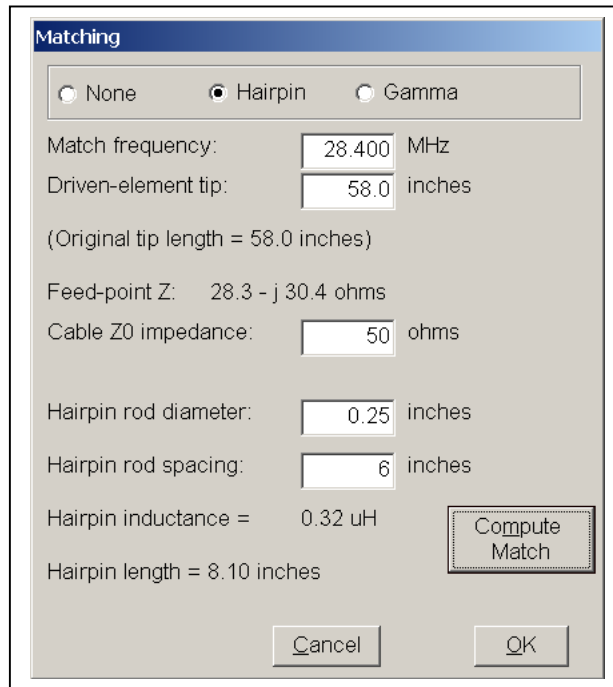 Matching
None Hairpin Gamma
Match frequency: 28.400 MHz
Driven-element tip: 58.0 inches
(Original tip length = 58.0 inches)
Feed-point Z: 28.3 - j 30.4 ohms
Cable Z0 impedance: 50 ohms
Hairpin rod diameter: 0.25 inches
Hairpin rod spacing: 6 inches
Hairpin inductance = 0.32 uH
Compute
Match
Hairpin length = 8.10 inches
Cancel OK